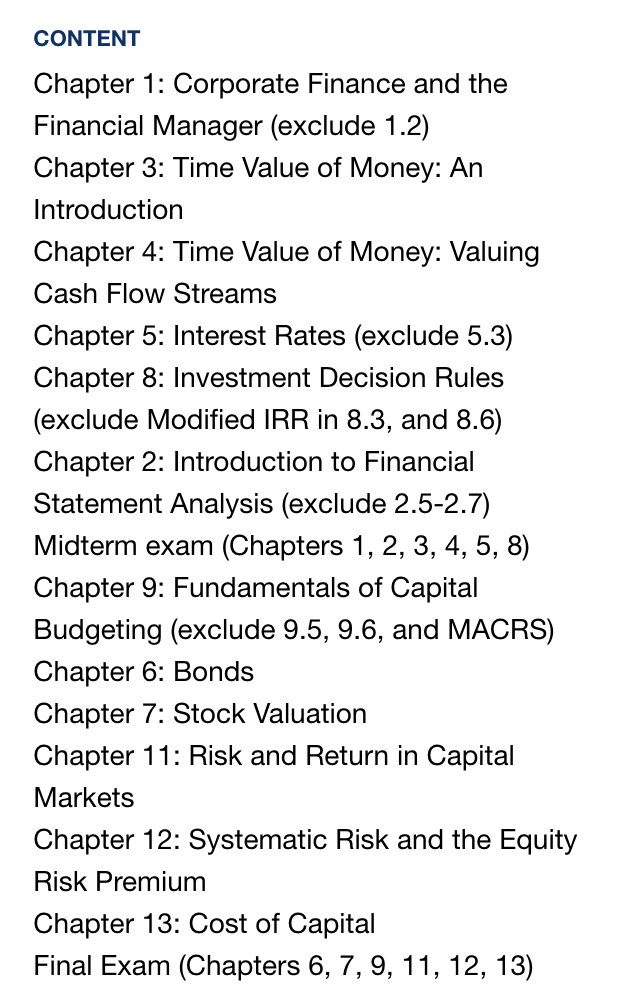 CONTENT
Chapter 1: Corporate Finance and the
Financial Manager (exclude 1.2)
Chapter 3: Time Value of Money: An
Introduction
Chapter 4: Time Value of Money: Valuing
Cash Flow Streams
Chapter 5: Interest Rates (exclude 5.3)
Chapter 8: Investment Decision Rules
(exclude Modified IRR in 8.3, and 8.6)
Chapter 2: Introduction to Financial
Statement Analysis (exclude 2.5-2.7)
Midterm exam (Chapters 1, 2, 3, 4, 5, 8)
Chapter 9: Fundamentals of Capital
Budgeting (exclude 9.5, 9.6, and MACRS)
Chapter 6: Bonds
Chapter 7: Stock Valuation
Chapter 11: Risk and Return in Capital
Markets
Chapter 12: Systematic Risk and the Equity
Risk Premium
Chapter 13: Cost of Capital
Final Exam (Chapters 6, 7, 9, 11, 12, 13)